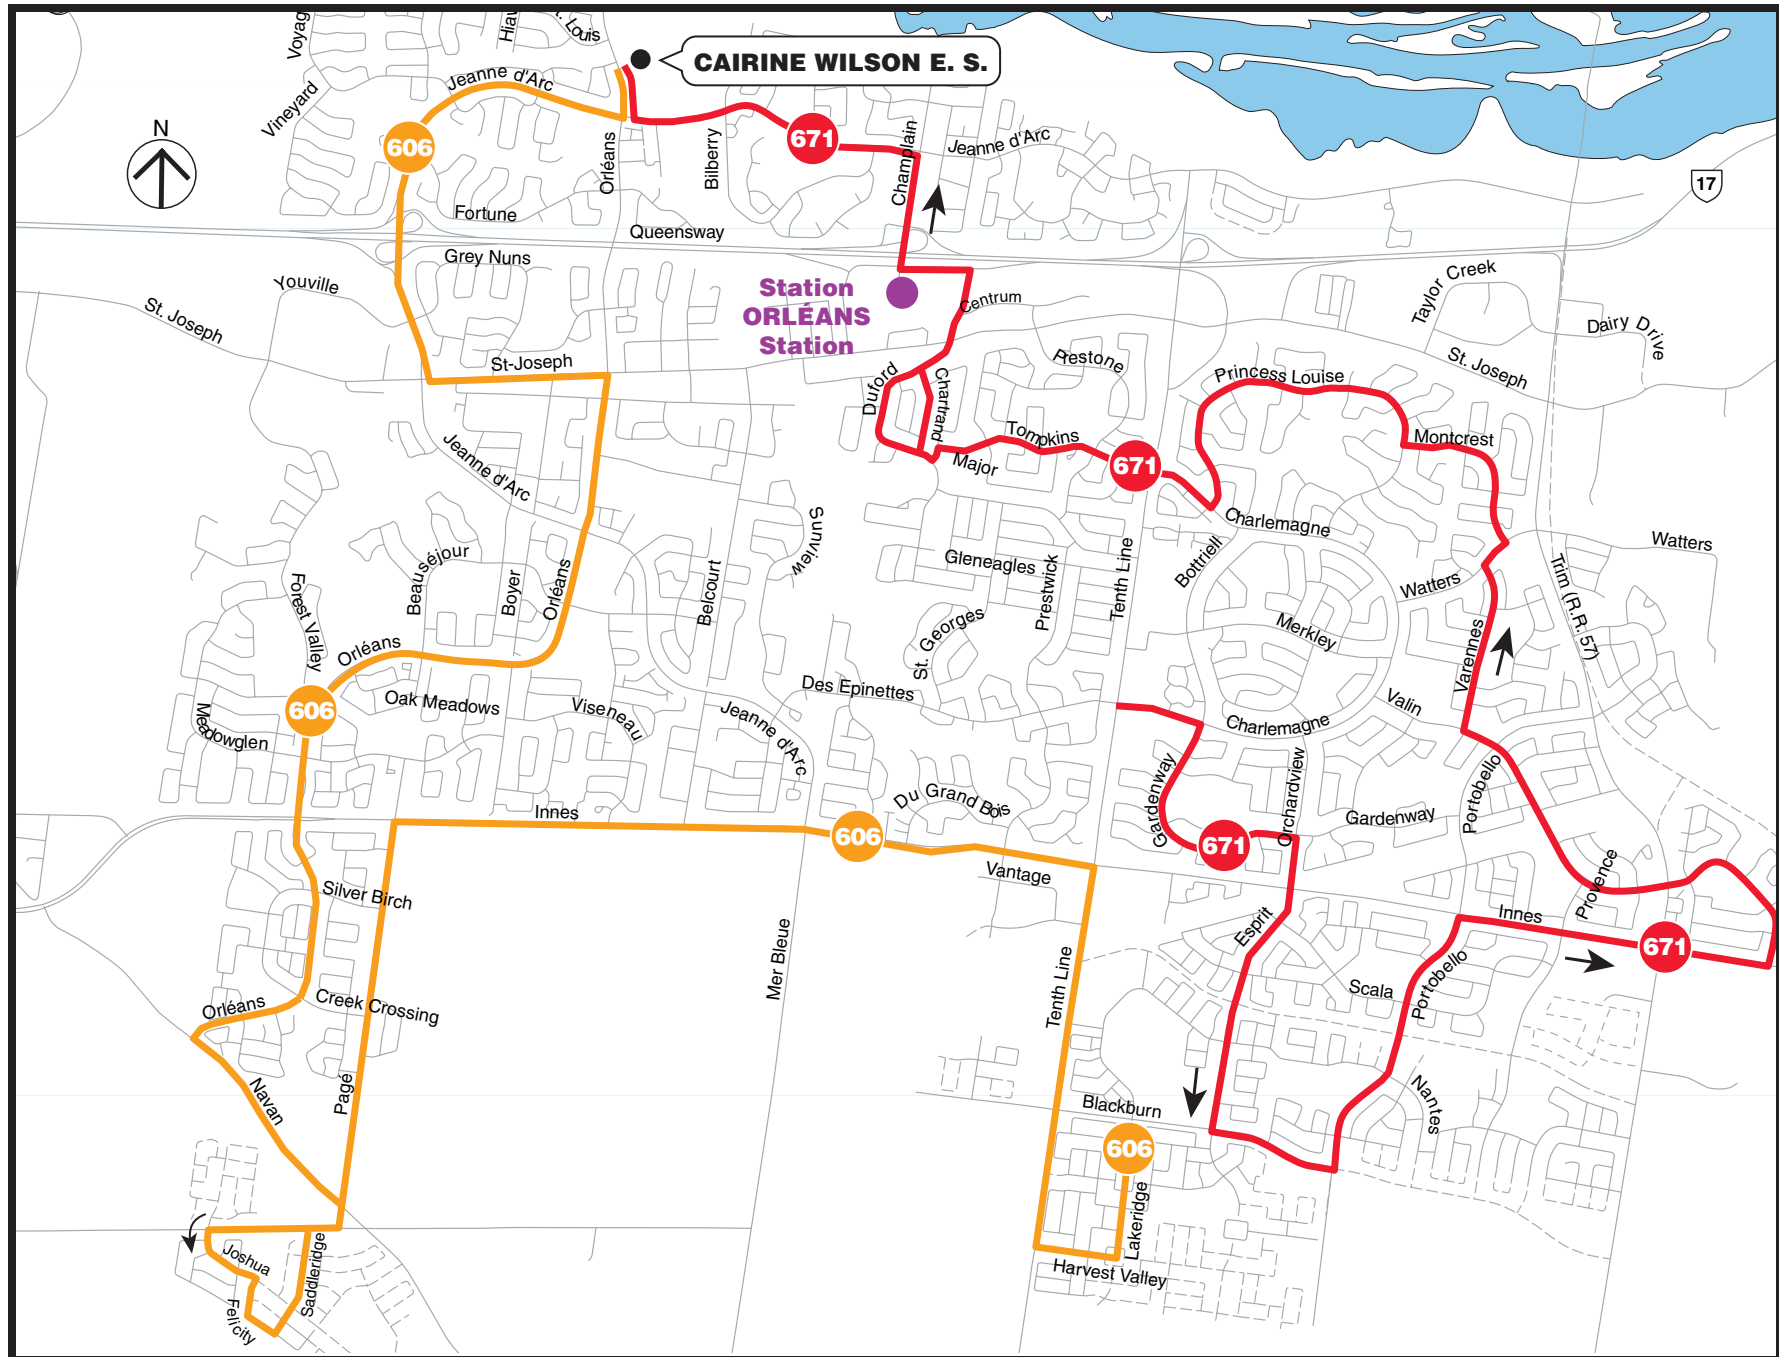 Voyag
Hiaw
t. Louis
CAIRINE WILSON E. S.
Jeanne d'Arc
Vineyard
N
606
671
Orléans
Bilberry
Champlain
Jeanne d'Arc
17
Fortune
Queensway
Grey Nuns
Youville
St. Joseph
Station
ORLÉANS
Station
Centrum
Taylor Creek
Dairy Drive
St-Joseph
Prestone
St. Joseph
Duford
Chartrand
Princess Louise
Tompkins
Montcrest
Major
671
Jeanne d'Arc
Sunview
Charlemagne
Watters
Bottriell
Gleneagles
Prestwick
Tenth Line
Beauséjour
Boyer
Orléans
Belcourt
Forest Valley
Watters
Trim (R.R. 57)
Merkley
St. Georges
Varennes
Orléans
Oak Meadows
Viseneau
Des Epinettes
Valin
606
Meadowglen
Jeanne d'Arc
Charlemagne
Gardenway
Orchardview
Portobello
Du Grand Bois
Innes
Gardenway
606
671
Vantage
Silver Birch
Provence
Innes
Esprit
671
Mer Bleue
Tenth Line
Scala
Portobello
Orléans
Creek Crossing
Navan
Pagé
Blackburn
Nantes
606
Lakeridge
Joshua
Saddleridge
Harvest Valley
Felicity